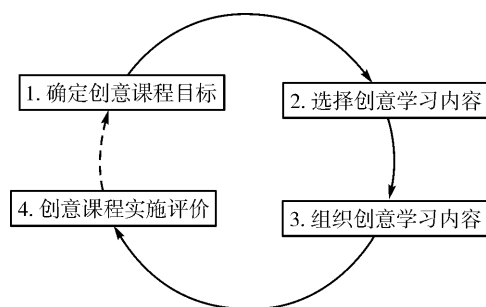 1. 确定创意课程目标
2. 选择创意学习内容
3. 组织创意学习内容
4. 创意课程实施评价